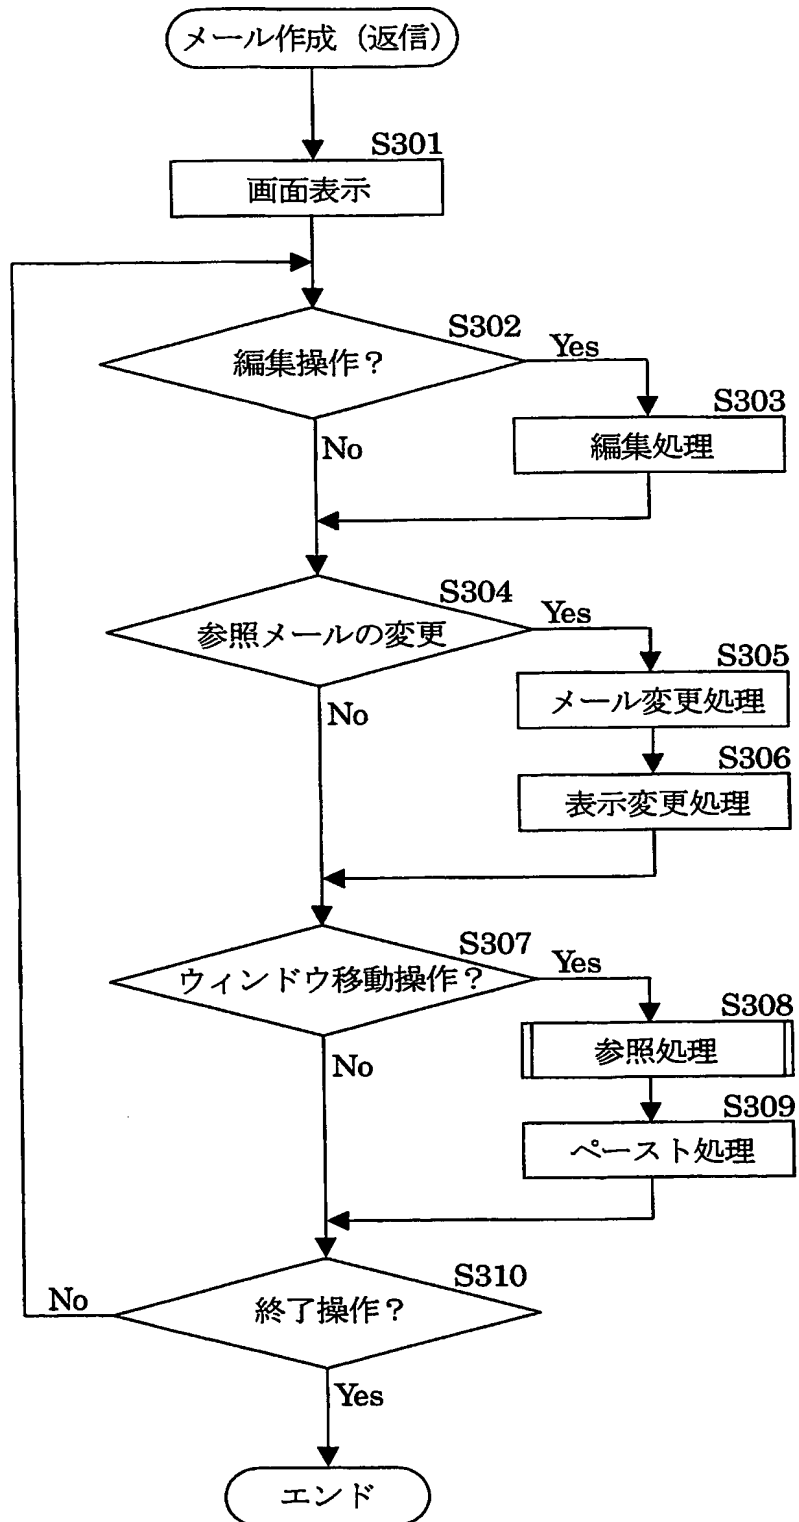 メール作成（返信）
S301
画面表示
S302
編集操作？
Yes
S303
編集処理
No
S304
参照メールの変更
Yes
S305
メール変更処理
No
S306
表示変更処理
S307
ウィンドウ移動操作？
Yes
S308
参照処理
No
S309
ペースト処理
S310
終了操作？
No
Yes
エンド